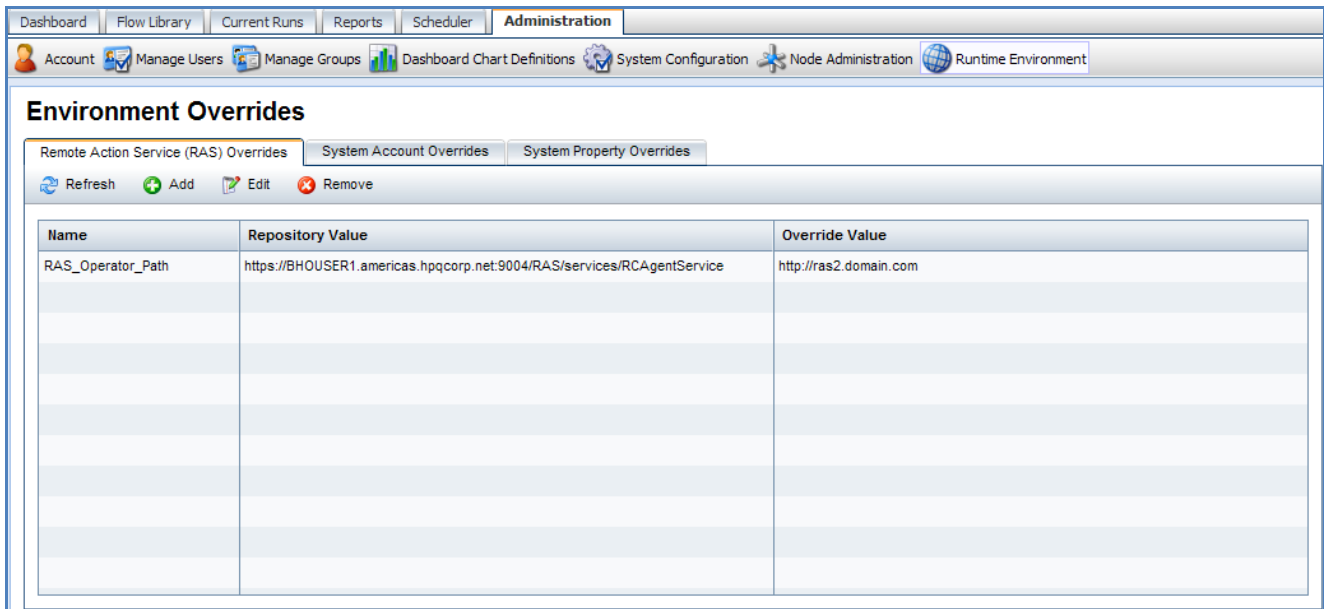 Dashboard Flow Library Current Runs Reports Scheduler Administration
Account Manage Users Manage Groups Dashboard Chart Definitions System Configuration Node Administration Runtime Environment
Environment Overrides
Remote Action Service (RAS) Overrides System Account Overrides System Property Overrides
Refresh Add Edit Remove
Name Repository Value Override Value
RAS_Operator_Path https://BHOUSER1.americas.hpqcorp.net:9004/RAS/services/RCAgentService http://ras2.domain.com